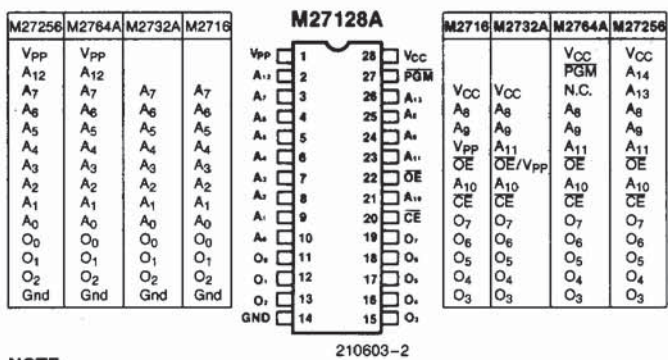 M27128A
M27256 M2764A M2732A M2716
VPP VPP
A12 A12
A7 A7 A7 A7
A6 A6 A6 A6
A5 A5 A5 A5
A4 A4 A4 A4
A3 A3 A3 A3
A2 A2 A2 A2
A1 A1 A1 A1
A0 A0 A0 A0
O0 O0 O0 O0
O1 O1 O1 O1
O2 O2 O2 O2
Gnd Gnd Gnd Gnd
VPP 1 28 VCC
A12 2 27 PGM
A7 3 26 A13
A6 4 25 A8
A5 5 24 A9
A4 6 23 A11
A3 7 22 OE
A2 8 21 A10
A1 9 20 CE
A0 10 19 O7
O0 11 18 O6
O1 12 17 O5
O2 13 16 O4
GND 14 15 O3
M2716 M2732A M2764A M27256
VCC VCC
PGM A14
VCC VCC N.C. A13
A8 A8 A8 A8
A9 A9 A9 A9
VPP A11 A11 A11
OE OE/VPP OE OE
A10 A10 A10 A10
CE CE CE CE
O7 O7 O7 O7
O6 O6 O6 O6
O5 O5 O5 O5
O4 O4 O4 O4
O3 O3 O3 O3
210603-2